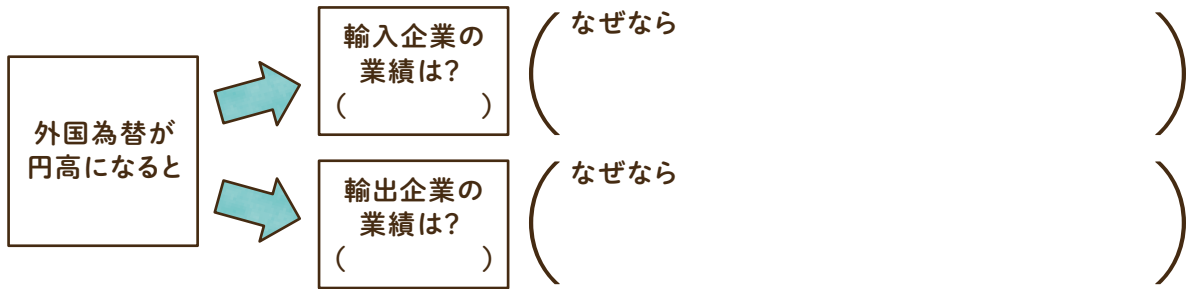 外国為替が
円高になると
輸入企業の
業績は?
(　　　)
なぜなら
輸出企業の
業績は?
(　　　)
なぜなら